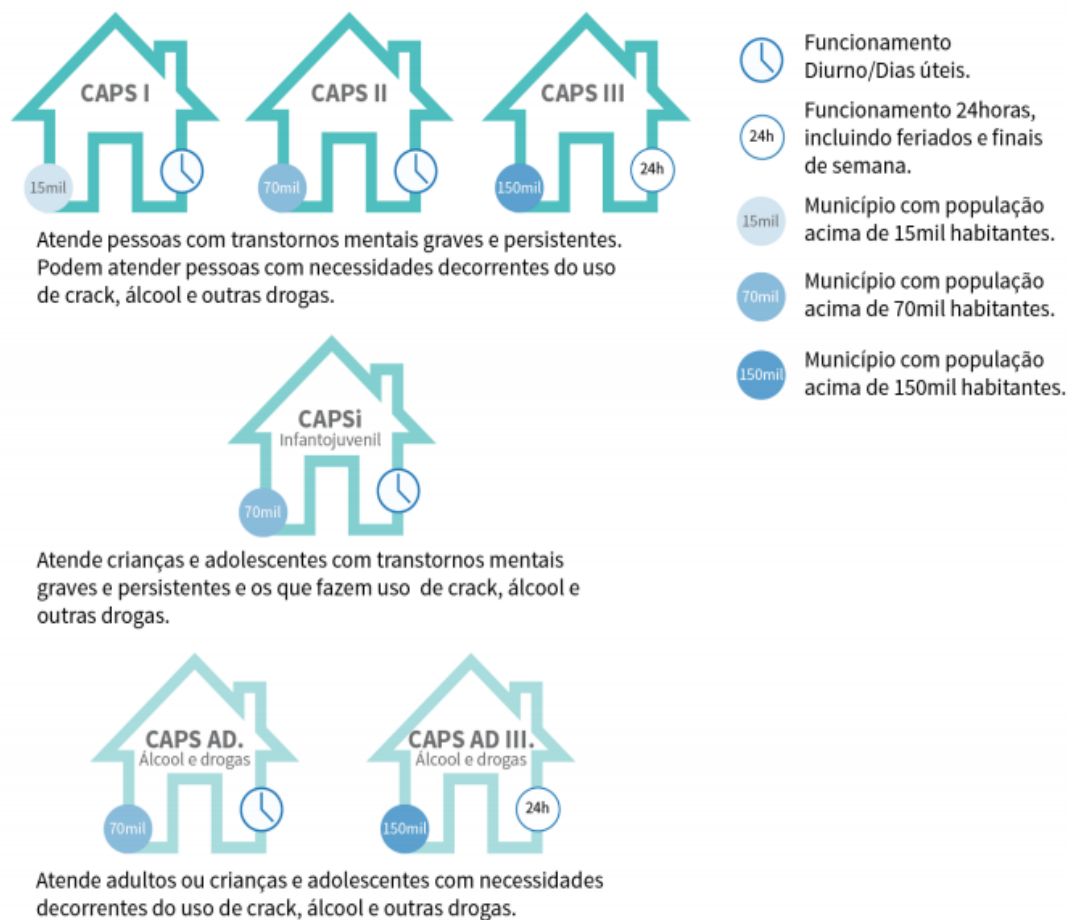 CAPS I
CAPS II
CAPS III
15mil
70mil
150mil
24h
Atende pessoas com transtornos mentais graves e persistentes.
Podem atender pessoas com necessidades decorrentes do uso
de crack, álcool e outras drogas.
CAPSi
Infantojuvenil
70mil
Atende crianças e adolescentes com transtornos mentais
graves e persistentes e os que fazem uso de crack, álcool e
outras drogas.
CAPS AD.
Álcool e drogas
CAPS AD III.
Álcool e drogas
70mil
150mil
24h
Atende adultos ou crianças e adolescentes com necessidades
decorrentes do uso de crack, álcool e outras drogas.
Funcionamento
Diurno/Dias úteis.
24h
Funcionamento 24horas,
incluindo feriados e finais
de semana.
15mil
Município com população
acima de 15mil habitantes.
70mil
Município com população
acima de 70mil habitantes.
150mil
Município com população
acima de 150mil habitantes.